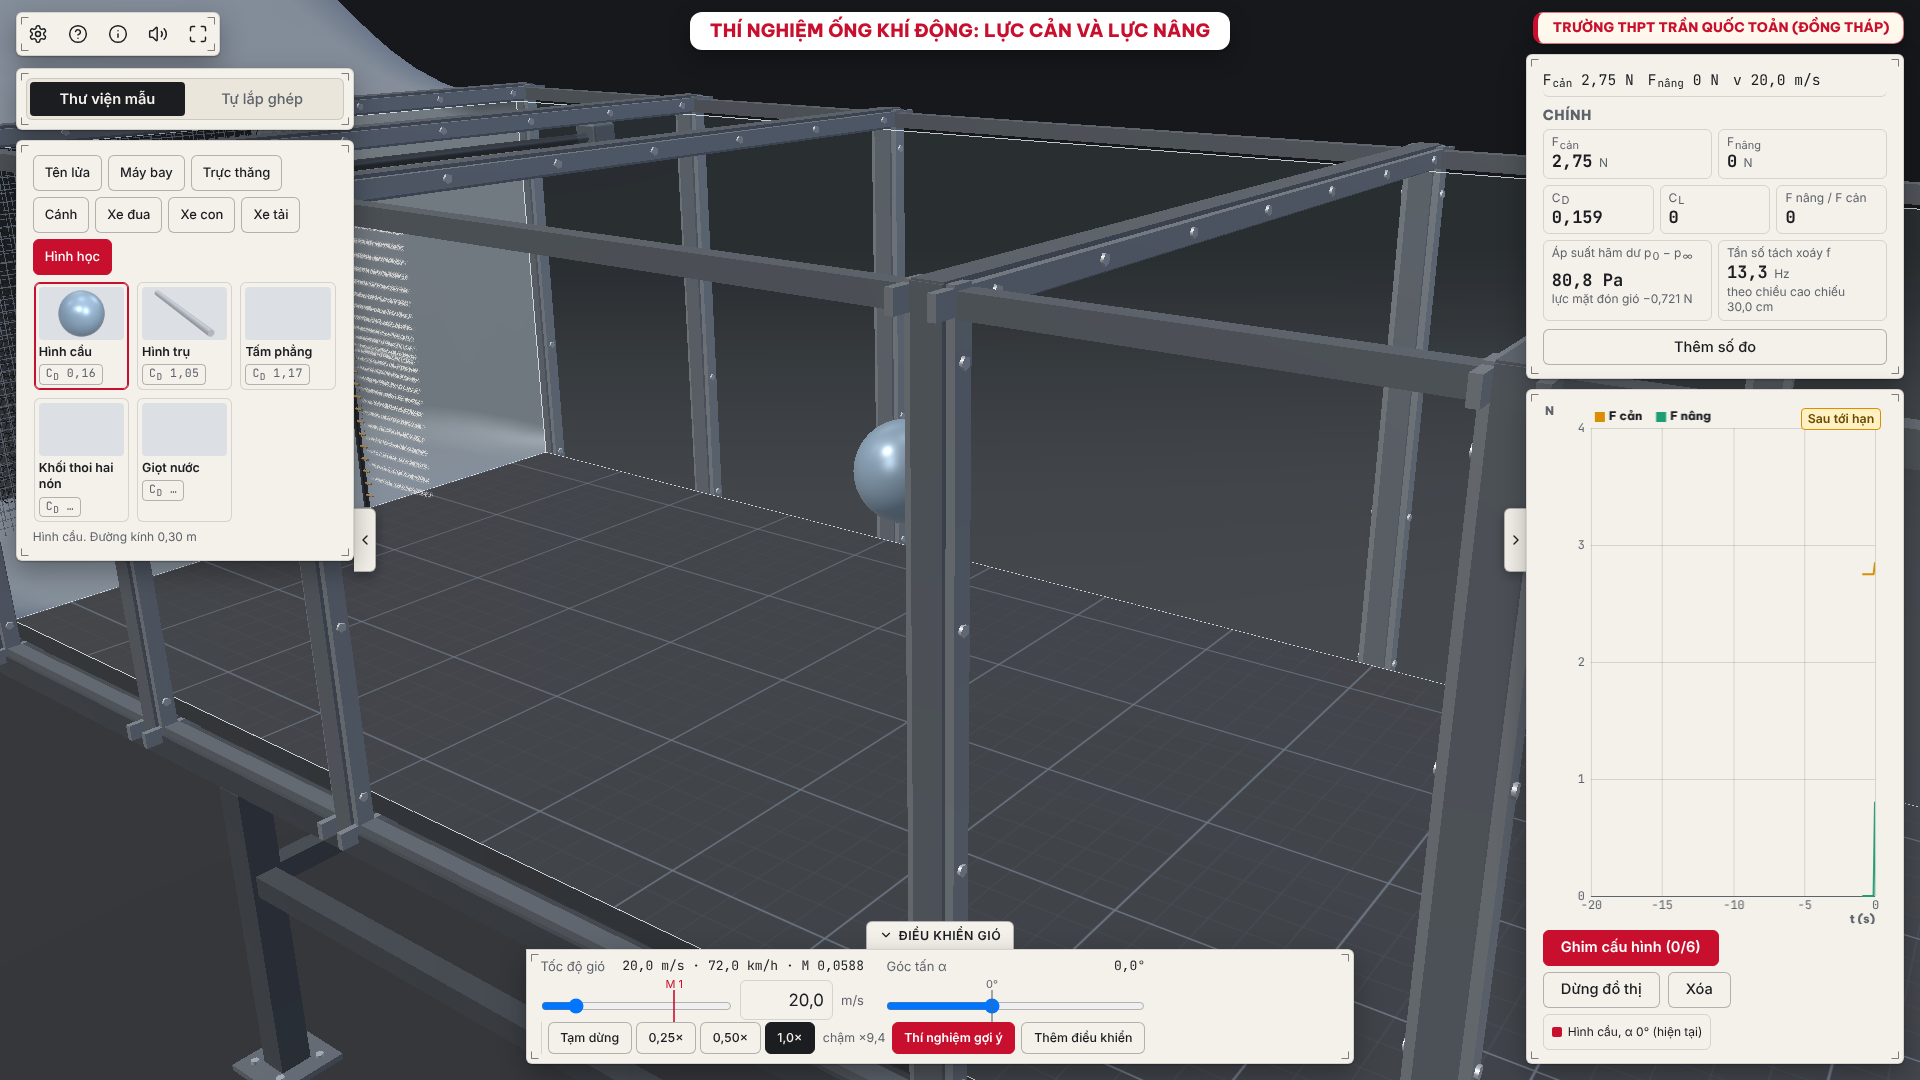 THÍ NGHIỆM ỐNG KHÍ ĐỘNG: LỰC CẢN VÀ LỰC NÂNG
TRƯỜNG THPT TRẦN QUỐC TOẢN (ĐỒNG THÁP)
Thư viện mẫu
Tự lắp ghép
Tên lửa
Máy bay
Trực thăng
Cánh
Xe đua
Xe con
Xe tải
Hình học
Hình cầu
CD 0,16
Hình trụ
CD 1,05
Tấm phẳng
CD 1,17
Khối thoi hai nón
CD …
Giọt nước
CD …
Hình cầu. Đường kính 0,30 m
Fcản 2,75 N Fnâng 0 N v 20,0 m/s
CHÍNH
Fcản
2,75 N
Fnâng
0 N
CD
0,159
CL
0
F nâng / F cản
0
Áp suất hãm dư p0 − p∞
80,8 Pa
lực mặt đón gió −0,721 N
Tần số tách xoáy f
13,3 Hz
theo chiều cao chiếu
30,0 cm
Thêm số đo
N
F cản
F nâng
Sau tới hạn
4
3
2
1
0
-20
-15
-10
-5
0
t (s)
Ghim cấu hình (0/6)
Dừng đồ thị
Xóa
Hình cầu, α 0° (hiện tại)
ĐIỀU KHIỂN GIÓ
Tốc độ gió
20,0 m/s · 72,0 km/h · M 0,0588
M 1
20,0
m/s
Góc tấn α
0,0°
0°
Tạm dừng
0,25×
0,50×
1,0×
chậm ×9,4
Thí nghiệm gợi ý
Thêm điều khiển